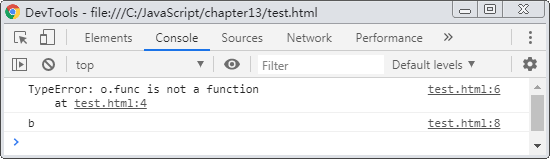 DevTools - file:///C:/JavaScript/chapter13/test.html
Elements Console Sources Network Performance »
top Filter Default levels
TypeError: o.func is not a function test.html:6
at test.html:4
b test.html:8
>